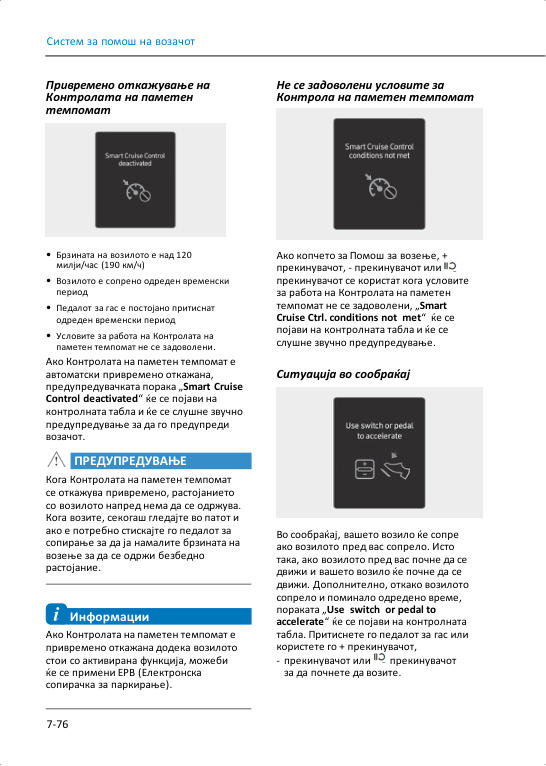 Систем за помош на возачот
Привремено откажување на
Контролата на паметен
темпомат
Smart Cruise Control
deactivated
• Брзината на возилото е над 120
милји/час (190 км/ч)
• Возилото е сопрено одреден временски
период
• Педалот за гас е постојано притиснат
одреден временски период
• Условите за работа на Контролата на
паметен темпомат не се задоволени.
Ако Контролата на паметен темпомат е
автоматски привремено откажана,
предупредувачката порака „Smart Cruise
Control deactivated“ ќе се појави на
контролната табла и ќе се слушне звучно
предупредување за да го предупреди
возачот.
ПРЕДУПРЕДУВАЊЕ
Кога Контролата на паметен темпомат
се откажува привремено, растојанието
со возилото напред нема да се одржува.
Кога возите, секогаш гледајте во патот и
ако е потребно стискајте го педалот за
сопирање за да ја намалите брзината на
возење за да се одржи безбедно
растојание.
i Информации
Ако Контролата на паметен темпомат е
привремено откажана додека возилото
стои со активирана функција, можеби
ќе се примени EPB (Електронска
сопирачка за паркирање).
Не се задоволени условите за
Контрола на паметен темпомат
Smart Cruise Control
conditions not met
Ако копчето за Помош за возење, +
прекинувачот, - прекинувачот или
прекинувачот се користат кога условите
за работа на Контролата на паметен
темпомат не се задоволени, „Smart
Cruise Ctrl. conditions not met“ ќе се
појави на контролната табла и ќе се
слушне звучно предупредување.
Ситуација во сообраќај
Use switch or pedal
to accelerate
Во сообраќај, вашето возило ќе сопре
ако возилото пред вас сопрело. Исто
така, ако возилото пред вас почне да се
движи и вашето возило ќе почне да се
движи. Дополнително, откако возилото
сопрело и поминало одредено време,
пораката „Use switch or pedal to
accelerate“ ќе се појави на контролната
табла. Притиснете го педалот за гас или
користете го + прекинувачот,
- прекинувачот или прекинувачот
за да почнете да возите.
7-76